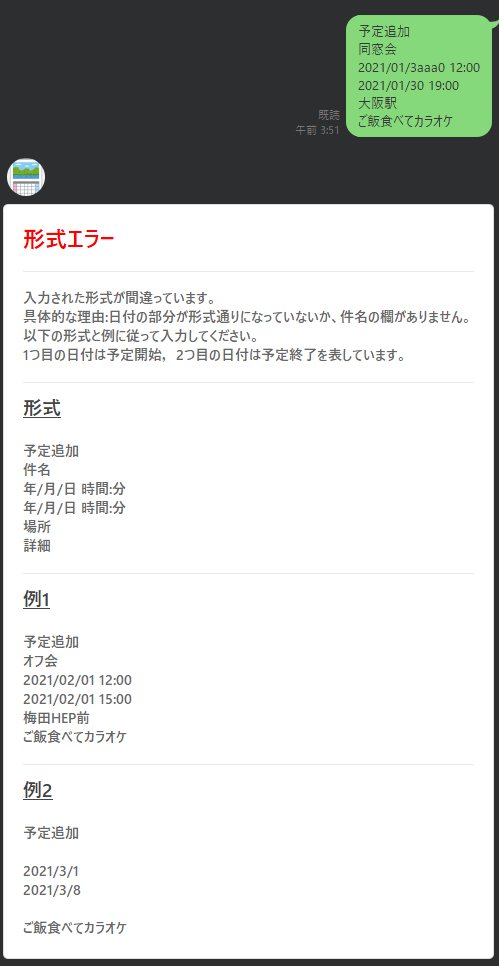 予定追加
同窓会
2021/01/3aaa0 12:00
2021/01/30 19:00
大阪駅
ご飯食べてカラオケ
既読
午前 3:51
形式エラー
入力された形式が間違っています。
具体的な理由:日付の部分が形式通りになっていないか、件名の欄がありません。
以下の形式と例に従って入力してください。
1つ目の日付は予定開始，2つ目の日付は予定終了を表しています。
形式
予定追加
件名
年/月/日 時間:分
年/月/日 時間:分
場所
詳細
例1
予定追加
オフ会
2021/02/01 12:00
2021/02/01 15:00
梅田HEP前
ご飯食べてカラオケ
例2
予定追加
2021/3/1
2021/3/8
ご飯食べてカラオケ